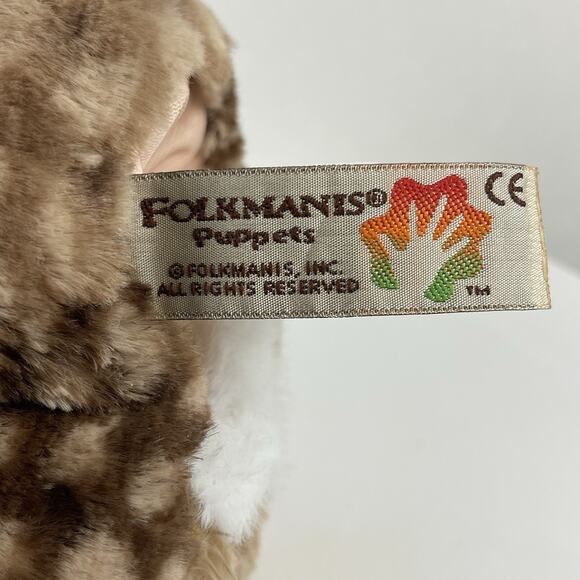 FOLKMANIS®
Puppets
© FOLKMANIS, INC.
ALL RIGHTS RESERVED
CE
TM